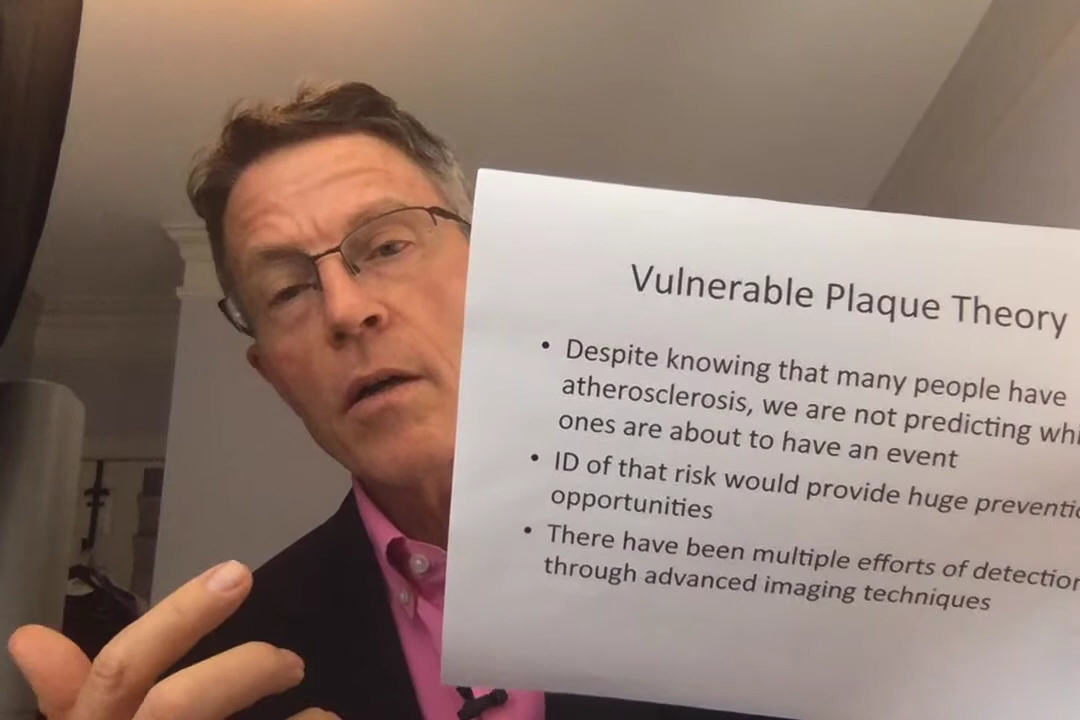 Vulnerable Plaque Theory
• Despite knowing that many people have
atherosclerosis, we are not predicting
ones are about to have an event
• ID of that risk would provide huge
opportunities
• There have been multiple efforts of
through advanced imaging techniques